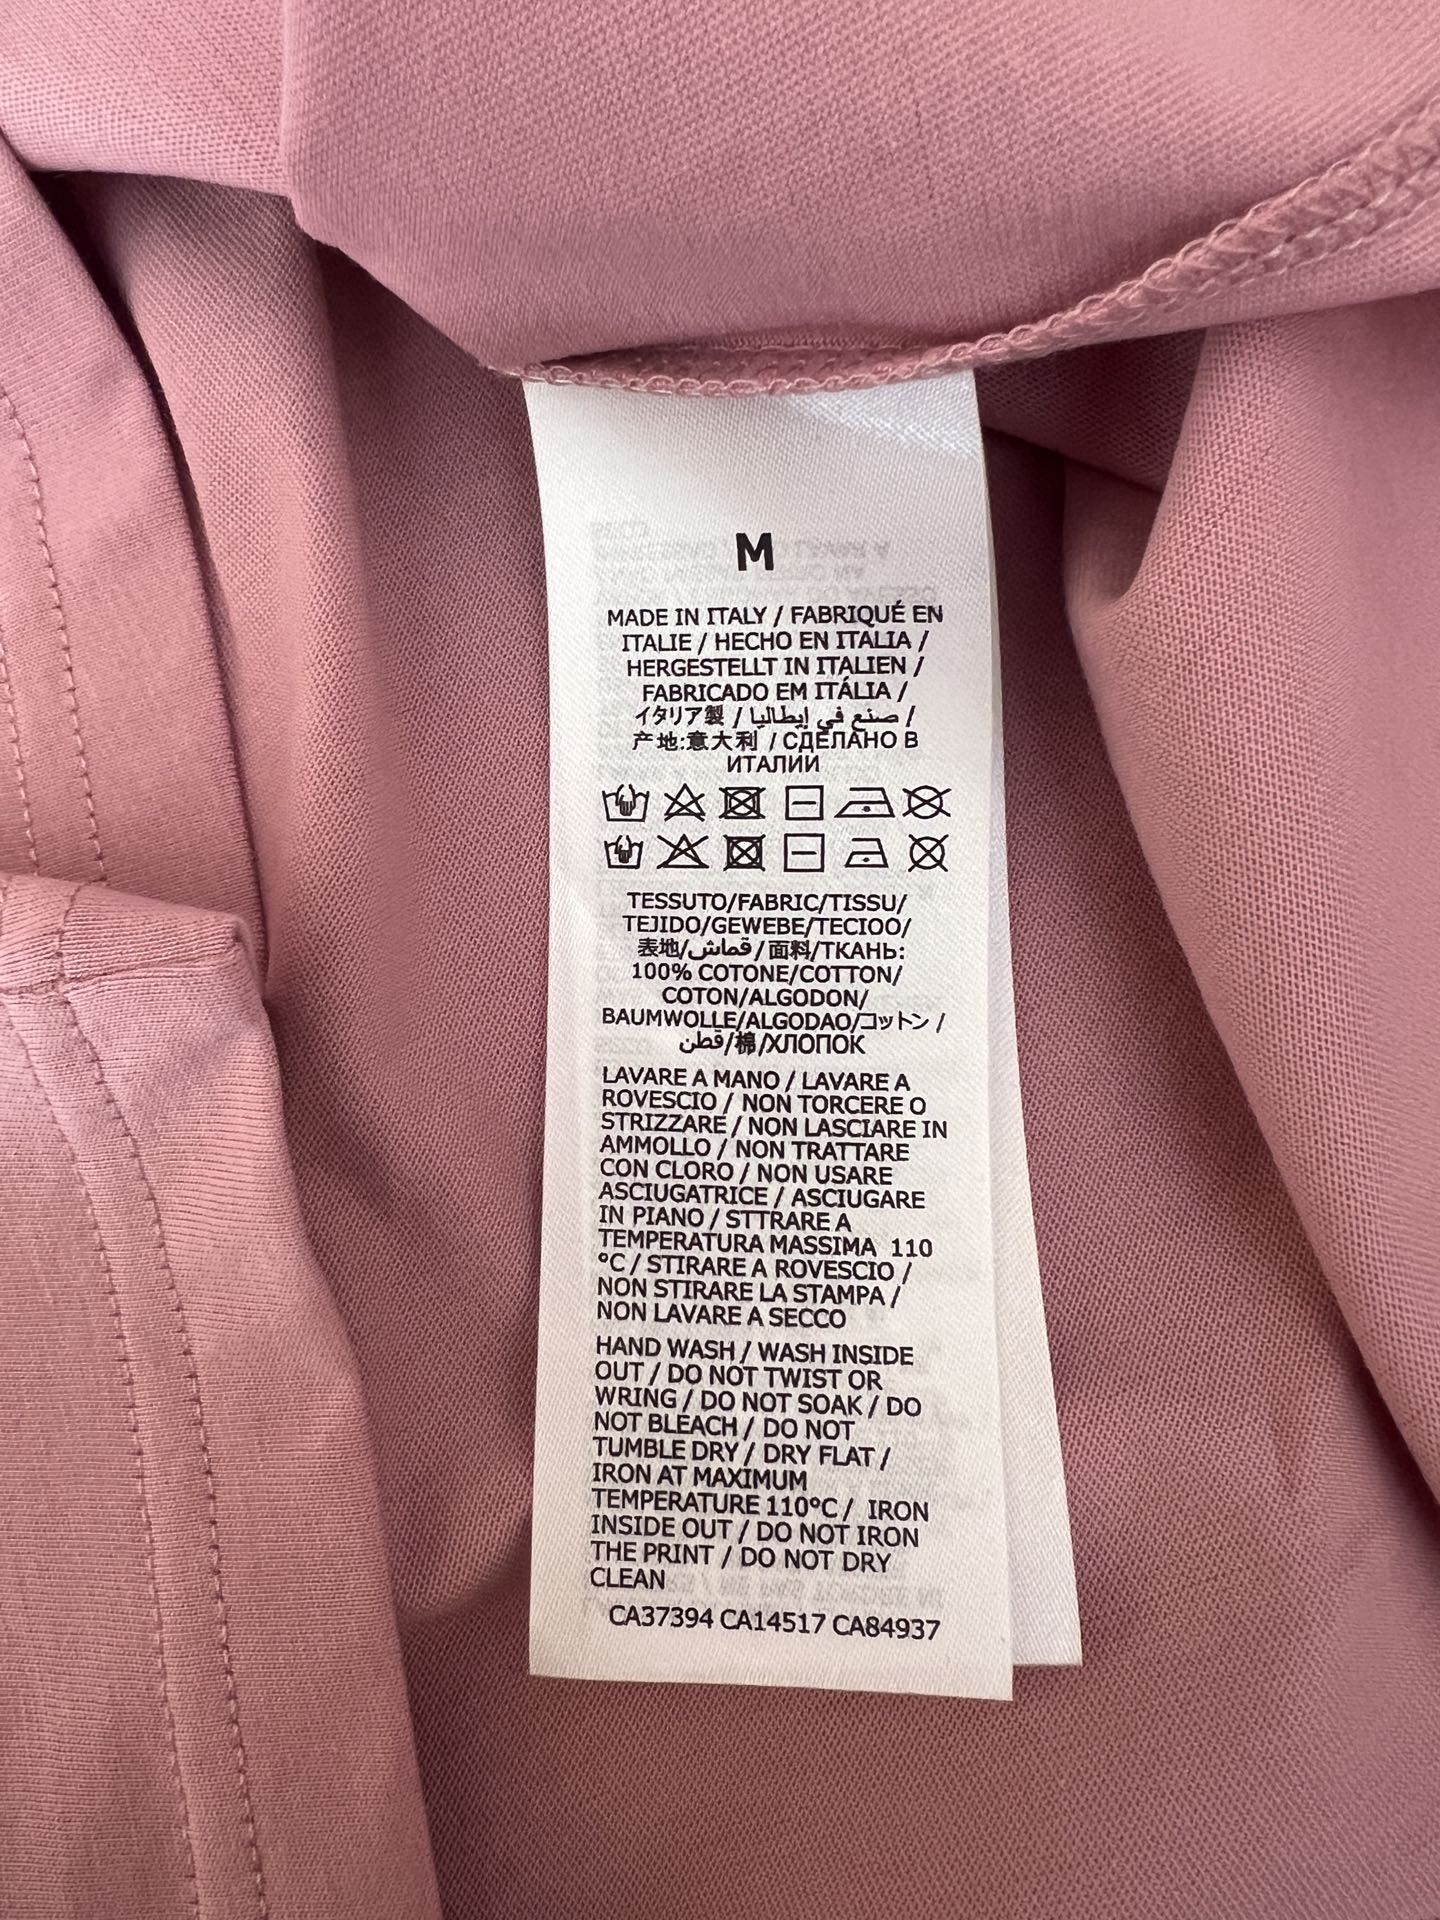 M
MADE IN ITALY / FABRIQUÉ EN
ITALIE / HECHO EN ITALIA /
HERGESTELLT IN ITALIEN /
FABRICADO EM ITÁLIA /
イタリア製 / صنع في إيطاليا /
产地:意大利 / СДЕЛАНО В
ИТАЛИИ
TESSUTO/FABRIC/TISSU/
TEJIDO/GEWEBE/TECIOO/
表地/قماش/面料/ТКАНЬ:
100% COTONE/COTTON/
COTON/ALGODON/
BAUMWOLLE/ALGODAO/コットン /
قطن/棉/ХЛОПОК
LAVARE A MANO / LAVARE A
ROVESCIO / NON TORCERE O
STRIZZARE / NON LASCIARE IN
AMMOLLO / NON TRATTARE
CON CLORO / NON USARE
ASCIUGATRICE / ASCIUGARE
IN PIANO / STTRARE A
TEMPERATURA MASSIMA 110
°C / STIRARE A ROVESCIO /
NON STIRARE LA STAMPA /
NON LAVARE A SECCO
HAND WASH / WASH INSIDE
OUT / DO NOT TWIST OR
WRING / DO NOT SOAK / DO
NOT BLEACH / DO NOT
TUMBLE DRY / DRY FLAT /
IRON AT MAXIMUM
TEMPERATURE 110°C / IRON
INSIDE OUT / DO NOT IRON
THE PRINT / DO NOT DRY
CLEAN
CA37394 CA14517 CA84937